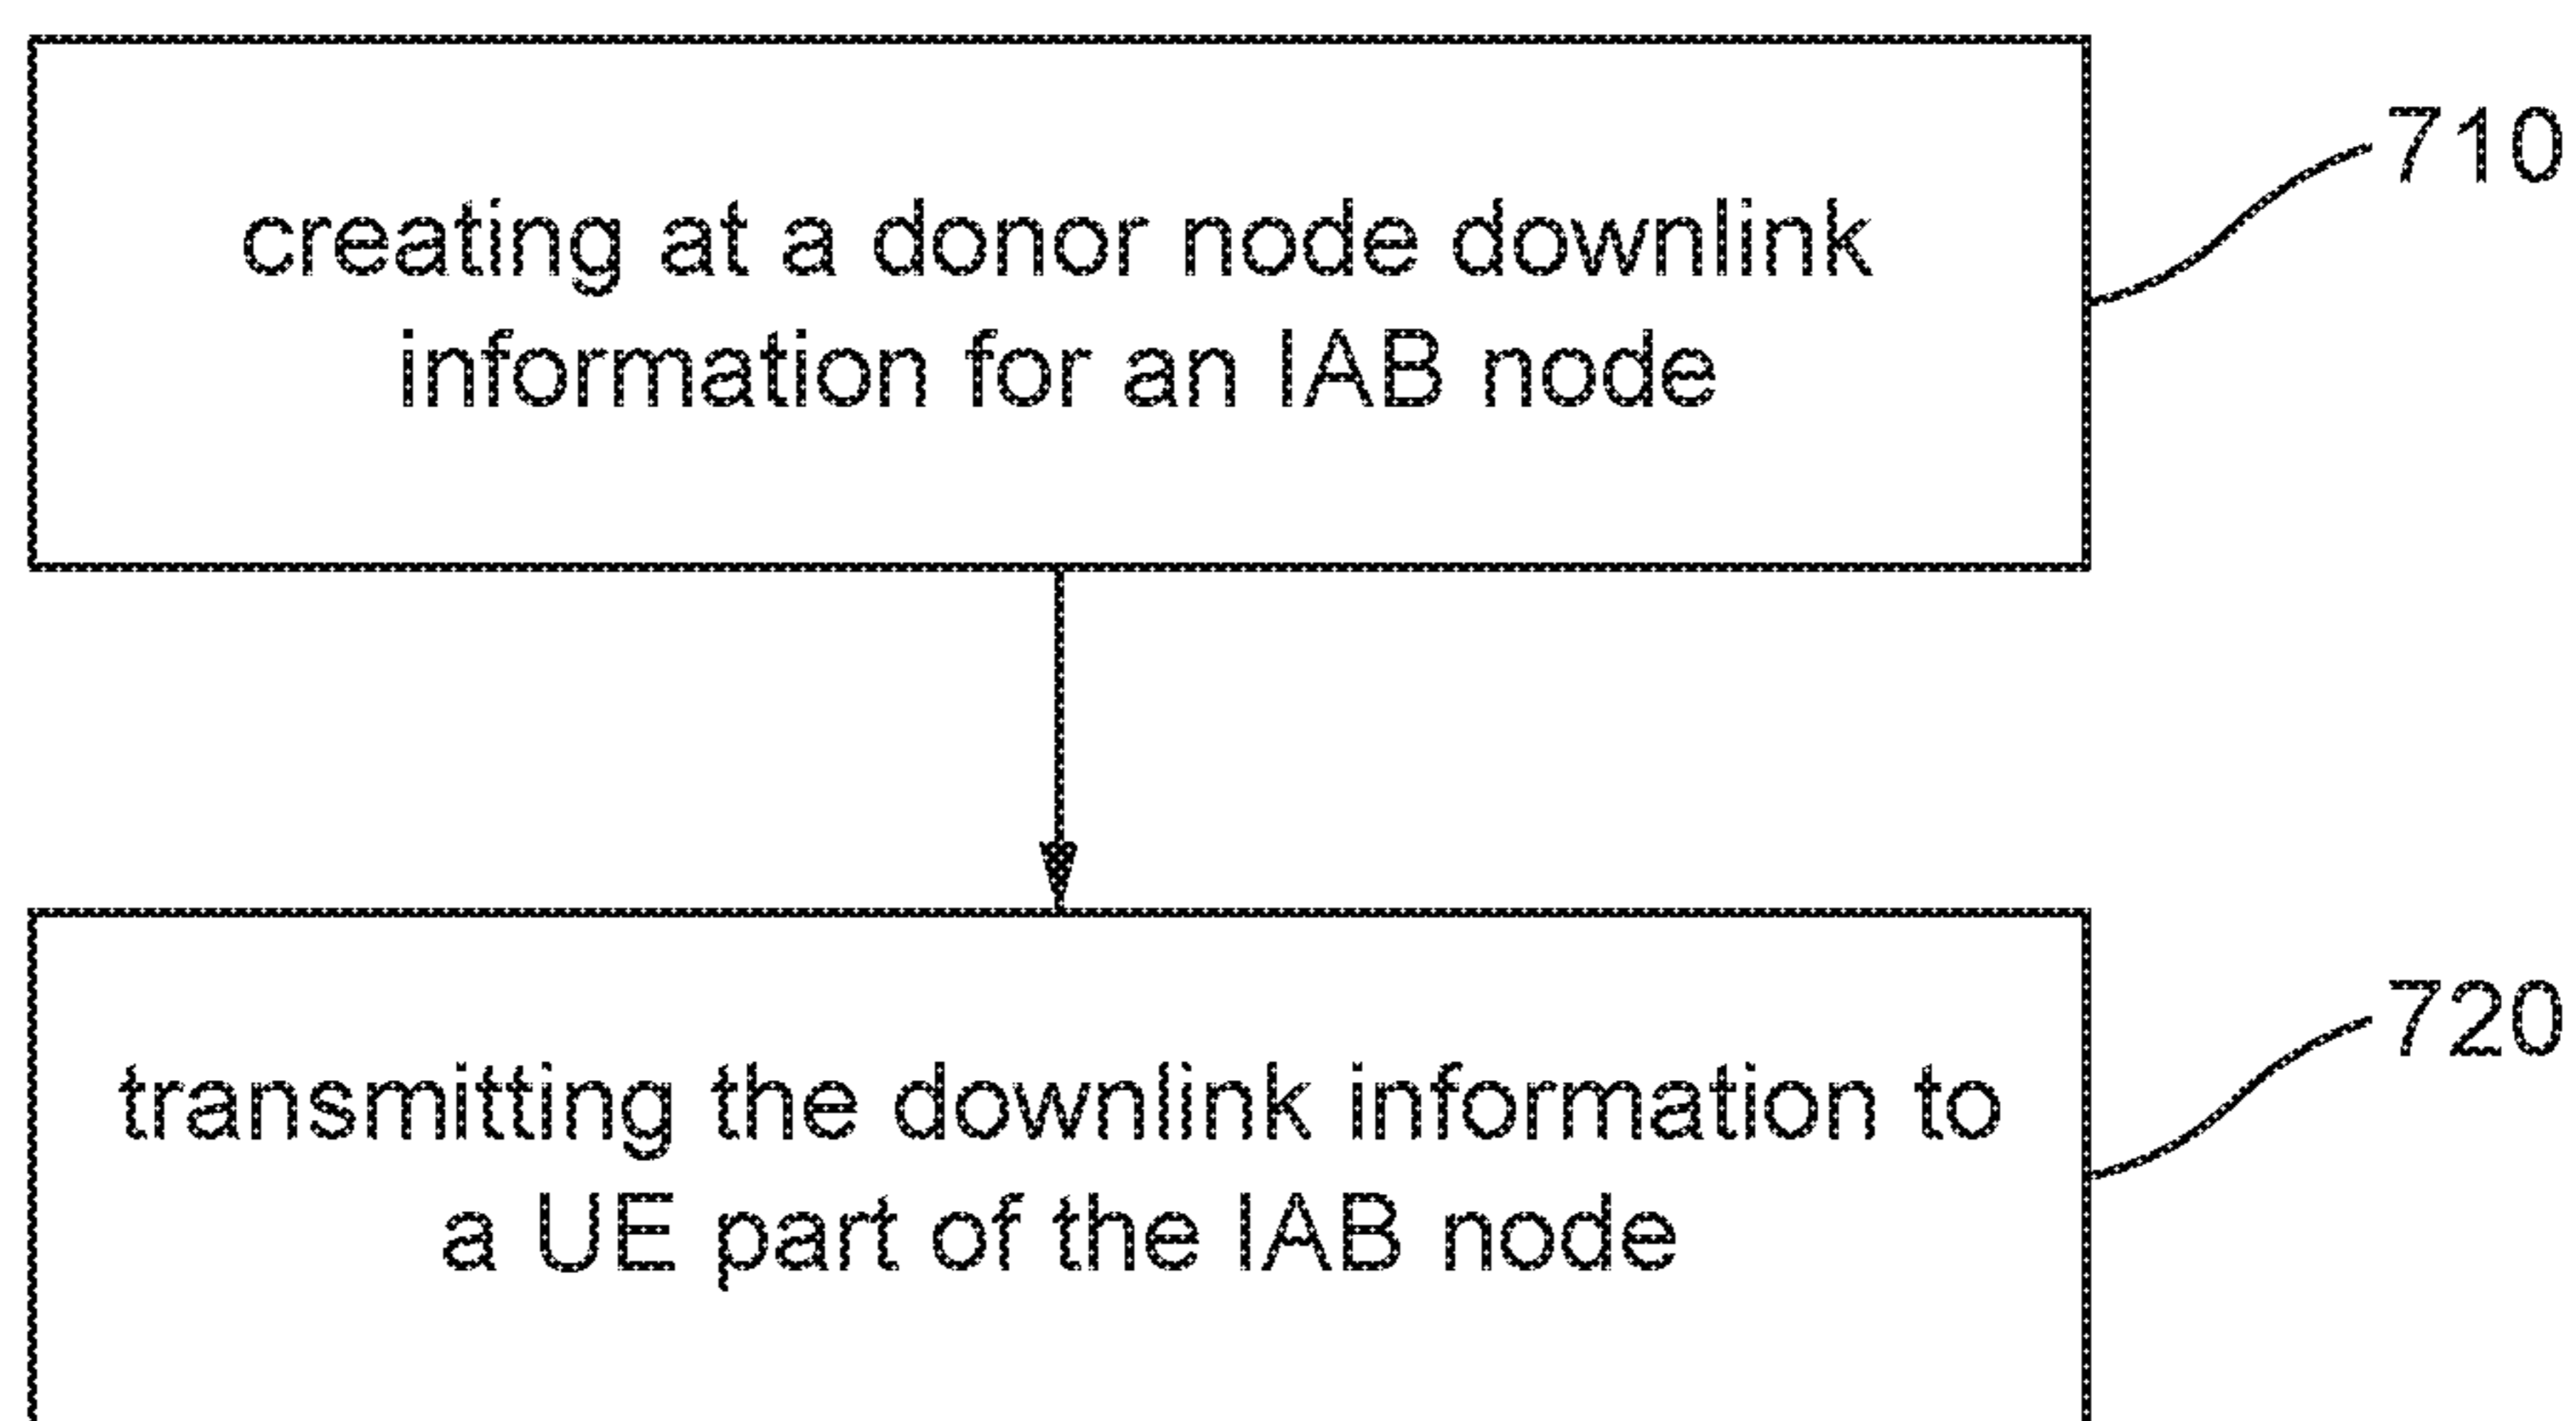 creating at a donor node downlink
information for an IAB node
710
transmitting the downlink information to
a UE part of the IAB node
720